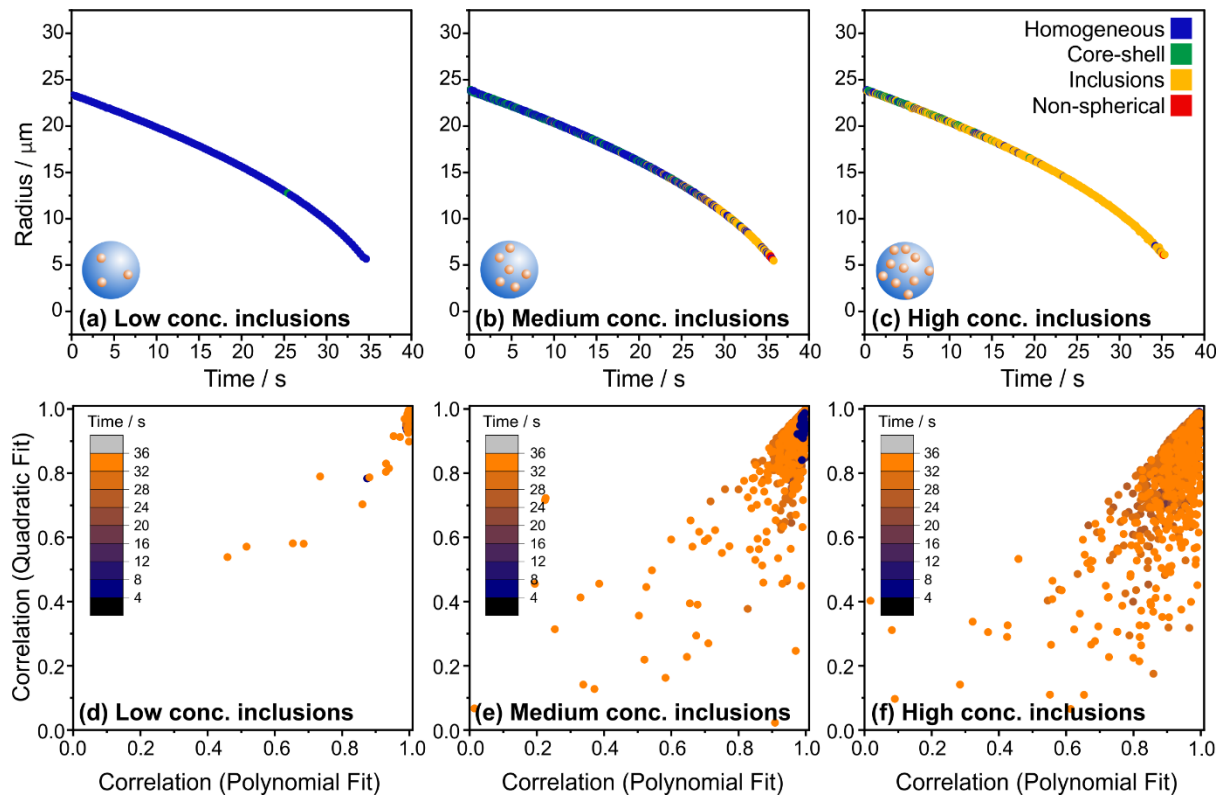 Homogeneous
Core-shell
Inclusions
Non-spherical
Radius / μm
30
25
20
15
10
5
0
(a) Low conc. inclusions
0 5 10 15 20 25 30 35 40
Time / s
30
25
20
15
10
5
0
(b) Medium conc. inclusions
0 5 10 15 20 25 30 35 40
Time / s
30
25
20
15
10
5
0
(c) High conc. inclusions
0 5 10 15 20 25 30 35 40
Time / s
Correlation (Quadratic Fit)
1.0
0.8
0.6
0.4
0.2
0.0
Time / s
36
32
28
24
20
16
12
8
4
(d) Low conc. inclusions
0.0 0.2 0.4 0.6 0.8 1.0
Correlation (Polynomial Fit)
1.0
0.8
0.6
0.4
0.2
0.0
Time / s
36
32
28
24
20
16
12
8
4
(e) Medium conc. inclusions
0.0 0.2 0.4 0.6 0.8 1.0
Correlation (Polynomial Fit)
1.0
0.8
0.6
0.4
0.2
0.0
Time / s
36
32
28
24
20
16
12
8
4
(f) High conc. inclusions
0.0 0.2 0.4 0.6 0.8 1.0
Correlation (Polynomial Fit)